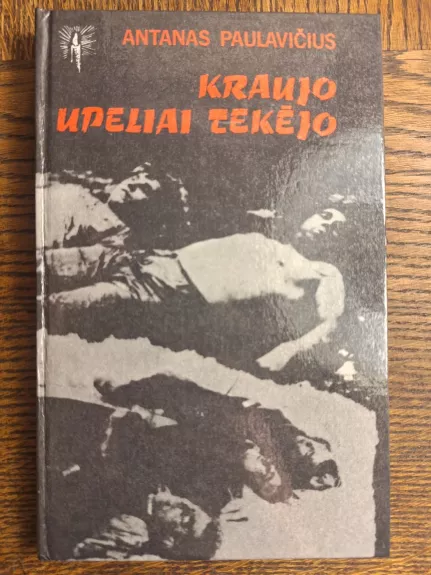 ANTANAS PAULAVIČIUS
KRAUJO
UPELIAI TEKĖJO